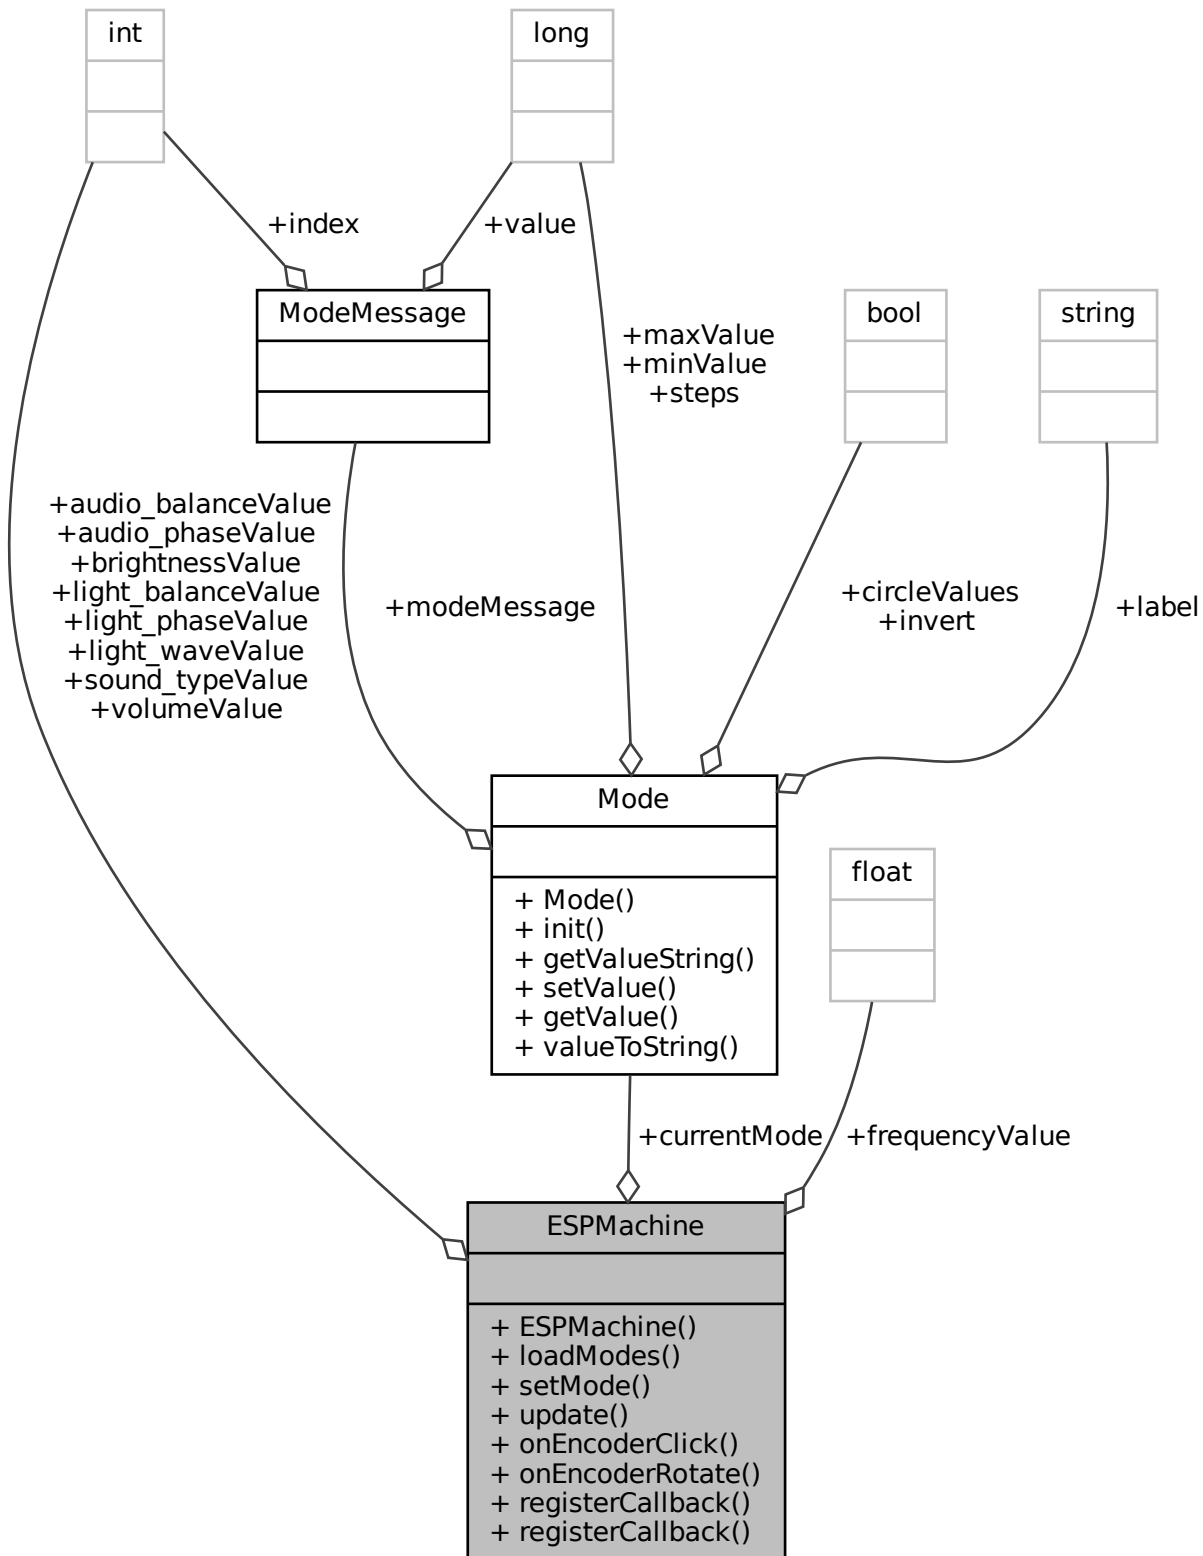 int
long
+index
+value
ModeMessage
bool
string
+maxValue
+minValue
+steps
+audio_balanceValue
+audio_phaseValue
+brightnessValue
+light_balanceValue
+light_phaseValue
+light_waveValue
+sound_typeValue
+volumeValue
+modeMessage
+circleValues
+invert
+label
Mode
+ Mode()
+ init()
+ getValueString()
+ setValue()
+ getValue()
+ valueToString()
float
+currentMode
+frequencyValue
ESPMachine
+ ESPMachine()
+ loadModes()
+ setMode()
+ update()
+ onEncoderClick()
+ onEncoderRotate()
+ registerCallback()
+ registerCallback()